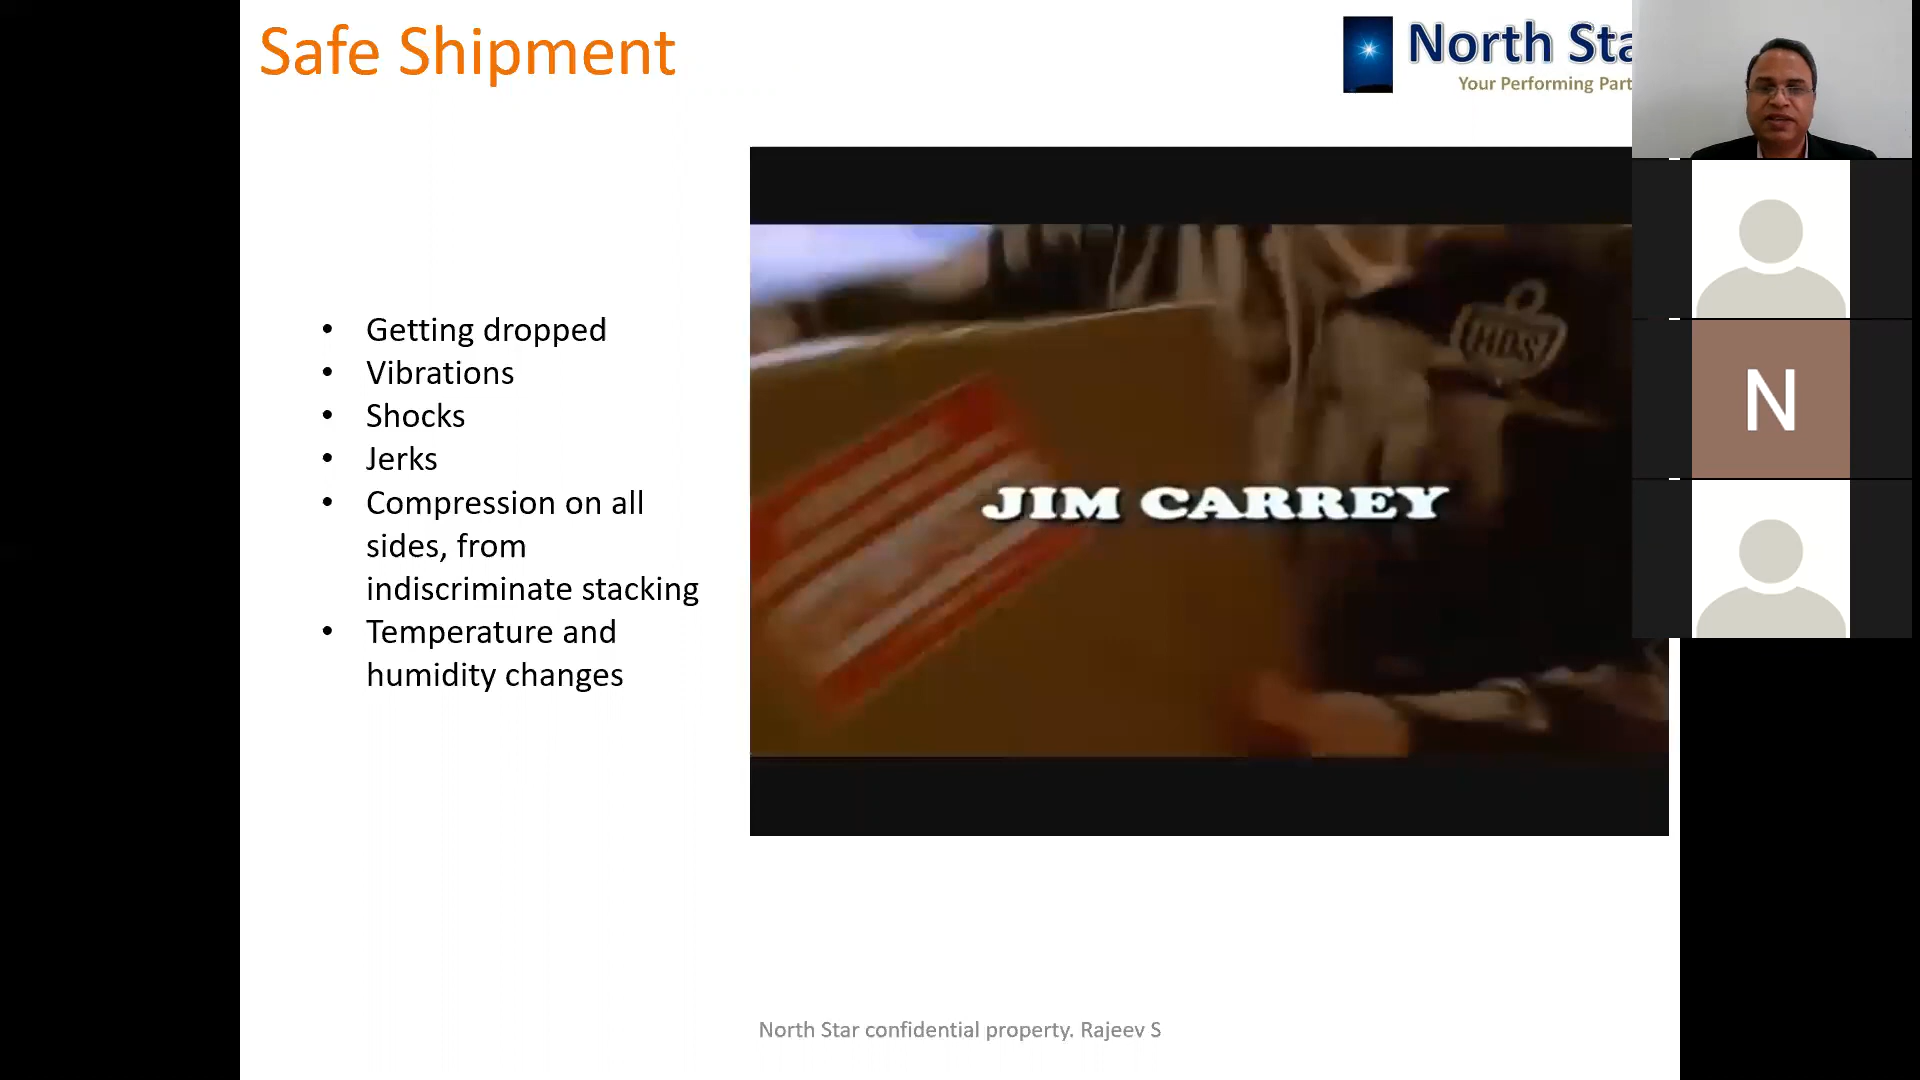 Safe Shipment
North Sta
Your Performing Part
• Getting dropped
• Vibrations
• Shocks
• Jerks
• Compression on all
sides, from
indiscriminate stacking
• Temperature and
humidity changes
HDS
JIM CARREY
N
North Star confidential property. Rajeev S